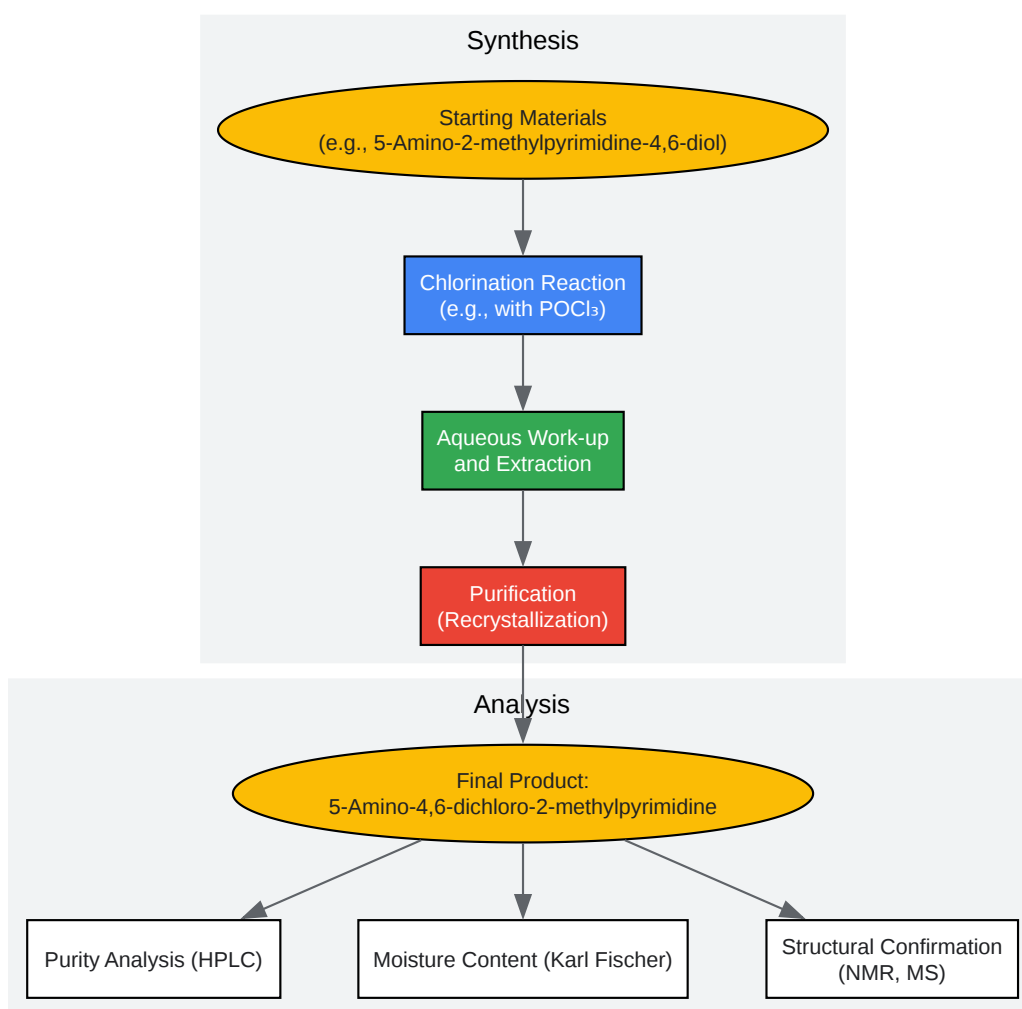 Synthesis
Starting Materials
(e.g., 5-Amino-2-methylpyrimidine-4,6-diol)
Chlorination Reaction
(e.g., with POCl₃)
Aqueous Work-up
and Extraction
Purification
(Recrystallization)
Analysis
Final Product:
5-Amino-4,6-dichloro-2-methylpyrimidine
Purity Analysis (HPLC)
Moisture Content (Karl Fischer)
Structural Confirmation
(NMR, MS)